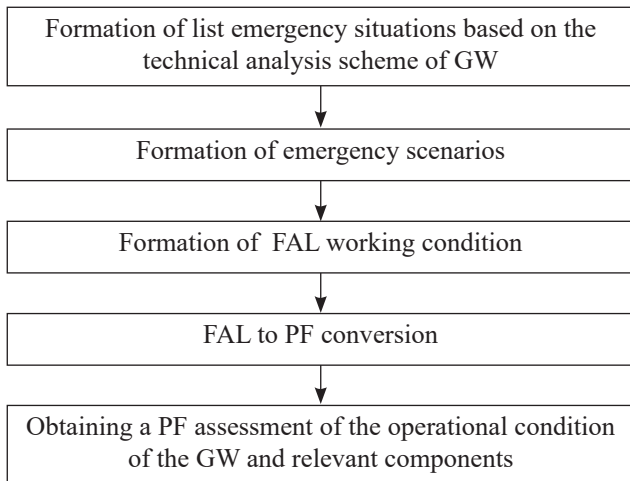 Formation of list emergency situations based on the
technical analysis scheme of GW
Formation of emergency scenarios
Formation of FAL working condition
FAL to PF conversion
Obtaining a PF assessment of the operational condition
of the GW and relevant components